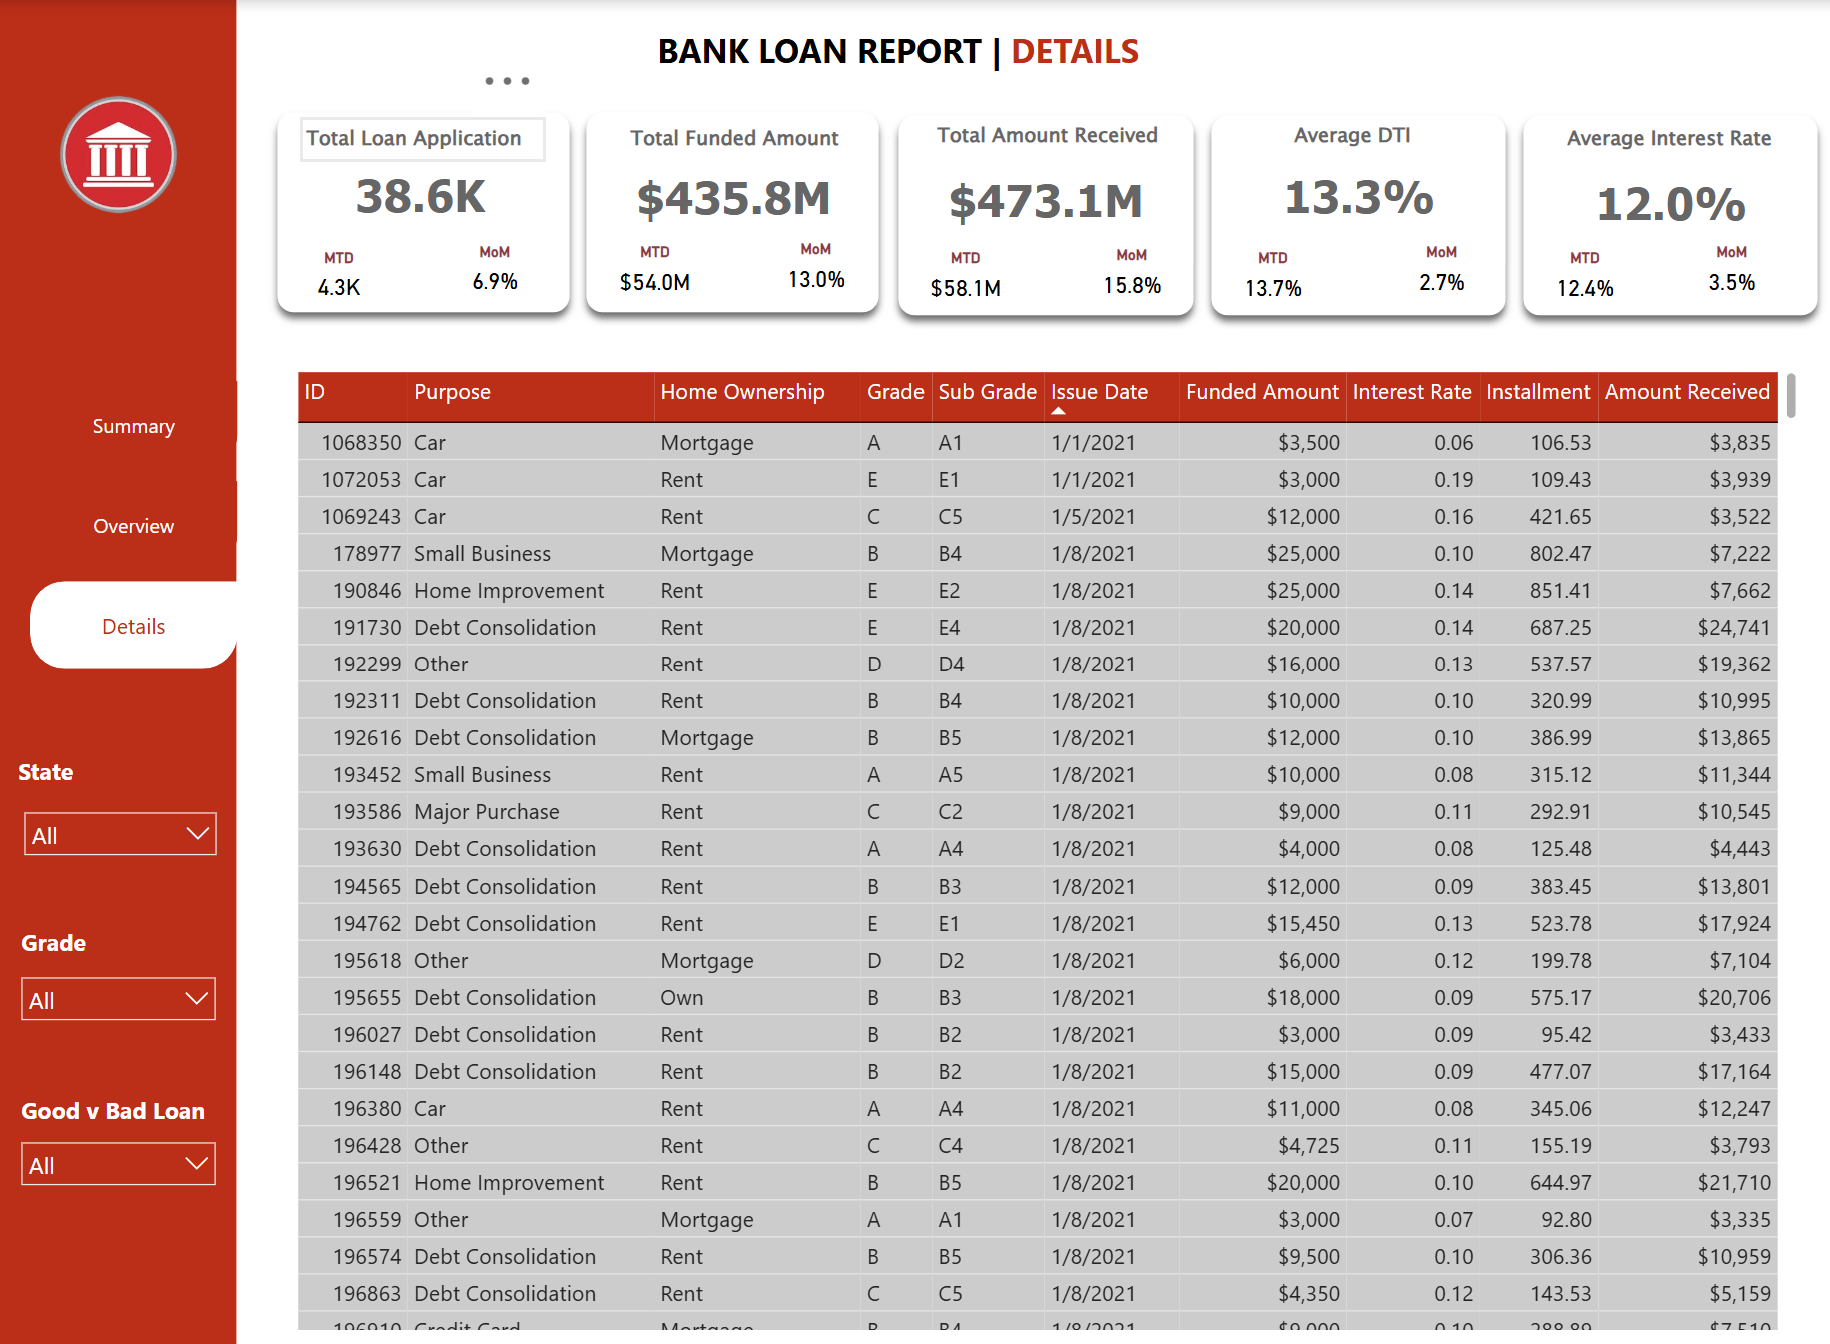 BANK LOAN REPORT | DETAILS
Total Loan Application
38.6K
MTD MoM
4.3K 6.9%
Total Funded Amount
$435.8M
MTD MoM
$54.0M 13.0%
Total Amount Received
$473.1M
MTD MoM
$58.1M 15.8%
Average DTI
13.3%
MTD MoM
13.7% 2.7%
Average Interest Rate
12.0%
MTD MoM
12.4% 3.5%
Summary
Overview
Details
State
All
Grade
All
Good v Bad Loan
All
ID Purpose Home Ownership Grade Sub Grade Issue Date Funded Amount Interest Rate Installment Amount Received
1068350 Car Mortgage A A1 1/1/2021 $3,500 0.06 106.53 $3,835
1072053 Car Rent E E1 1/1/2021 $3,000 0.19 109.43 $3,939
1069243 Car Rent C C5 1/5/2021 $12,000 0.16 421.65 $3,522
178977 Small Business Mortgage B B4 1/8/2021 $25,000 0.10 802.47 $7,222
190846 Home Improvement Rent E E2 1/8/2021 $25,000 0.14 851.41 $7,662
191730 Debt Consolidation Rent E E4 1/8/2021 $20,000 0.14 687.25 $24,741
192299 Other Rent D D4 1/8/2021 $16,000 0.13 537.57 $19,362
192311 Debt Consolidation Rent B B4 1/8/2021 $10,000 0.10 320.99 $10,995
192616 Debt Consolidation Mortgage B B5 1/8/2021 $12,000 0.10 386.99 $13,865
193452 Small Business Rent A A5 1/8/2021 $10,000 0.08 315.12 $11,344
193586 Major Purchase Rent C C2 1/8/2021 $9,000 0.11 292.91 $10,545
193630 Debt Consolidation Rent A A4 1/8/2021 $4,000 0.08 125.48 $4,443
194565 Debt Consolidation Rent B B3 1/8/2021 $12,000 0.09 383.45 $13,801
194762 Debt Consolidation Rent E E1 1/8/2021 $15,450 0.13 523.78 $17,924
195618 Other Mortgage D D2 1/8/2021 $6,000 0.12 199.78 $7,104
195655 Debt Consolidation Own B B3 1/8/2021 $18,000 0.09 575.17 $20,706
196027 Debt Consolidation Rent B B2 1/8/2021 $3,000 0.09 95.42 $3,433
196148 Debt Consolidation Rent B B2 1/8/2021 $15,000 0.09 477.07 $17,164
196380 Car Rent A A4 1/8/2021 $11,000 0.08 345.06 $12,247
196428 Other Rent C C4 1/8/2021 $4,725 0.11 155.19 $3,793
196521 Home Improvement Rent B B5 1/8/2021 $20,000 0.10 644.97 $21,710
196559 Other Mortgage A A1 1/8/2021 $3,000 0.07 92.80 $3,335
196574 Debt Consolidation Rent B B5 1/8/2021 $9,500 0.10 306.36 $10,959
196863 Debt Consolidation Rent C C5 1/8/2021 $4,350 0.12 143.53 $5,159
Credit Card Mortgage 1/8/2021